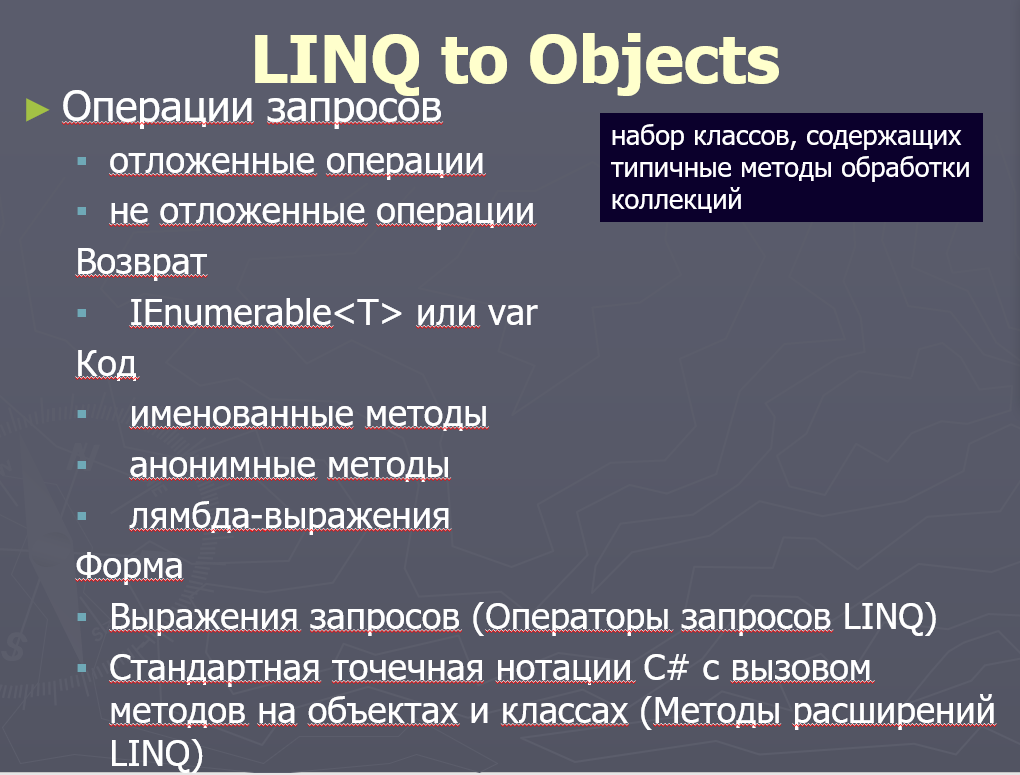 LINQ to Objects
► Операции запросов
▪ отложенные операции
▪ не отложенные операции
набор классов, содержащих
типичные методы обработки
коллекций
Возврат
▪ IEnumerable<T> или var
Код
▪ именованные методы
▪ анонимные методы
▪ лямбда-выражения
Форма
▪ Выражения запросов (Операторы запросов LINQ)
▪ Стандартная точечная нотации C# с вызовом
методов на объектах и классах (Методы расширений
LINQ)